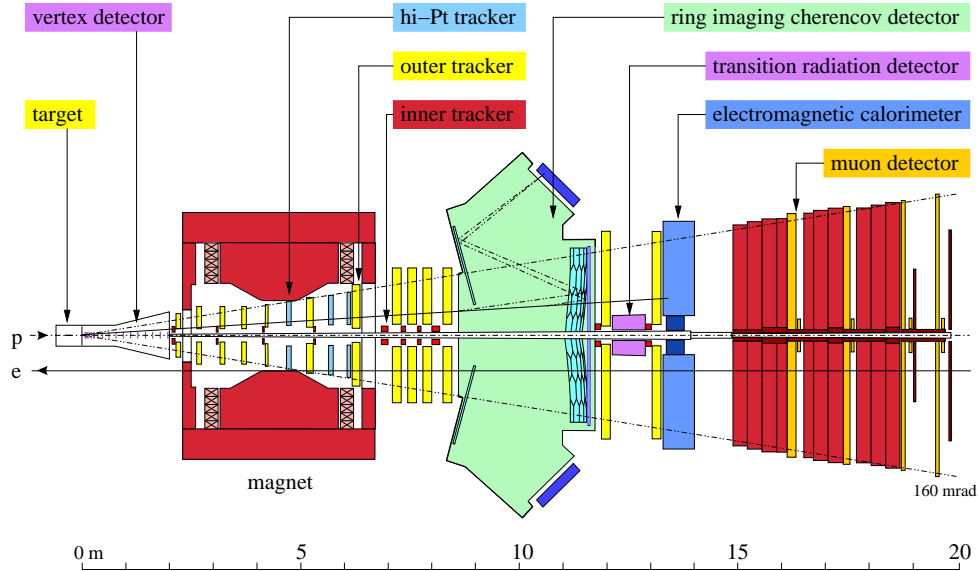 vertex detector
hi−Pt tracker
ring imaging cherencov detector
outer tracker
transition radiation detector
target
inner tracker
electromagnetic calorimeter
muon detector
p
e
magnet
160 mrad
0 m
5
10
15
20